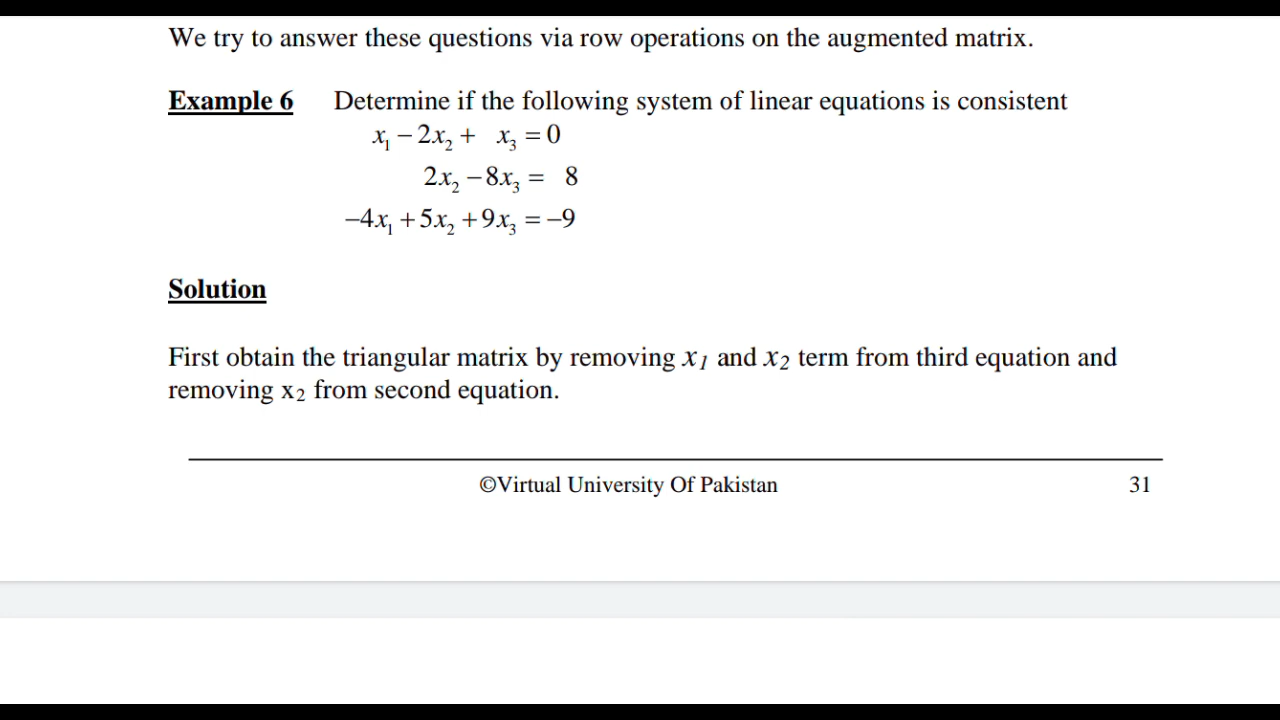 We try to answer these questions via row operations on the augmented matrix.
Example 6 Determine if the following system of linear equations is consistent
x₁ − 2x₂ + x₃ = 0
2x₂ − 8x₃ = 8
−4x₁ + 5x₂ + 9x₃ = −9
Solution
First obtain the triangular matrix by removing x₁ and x₂ term from third equation and
removing x₂ from second equation.
©Virtual University Of Pakistan 31